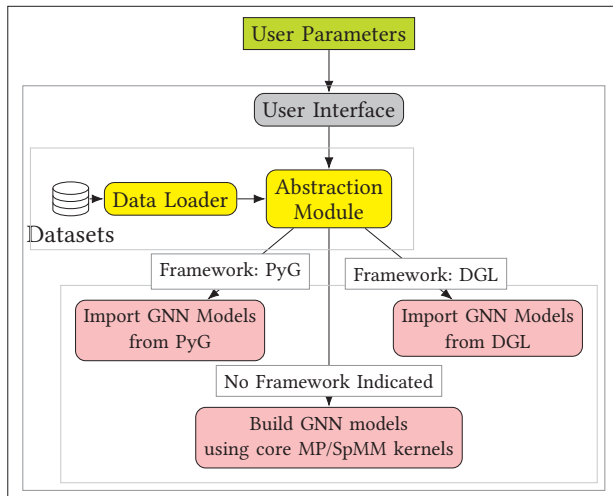 User Parameters
User Interface
Datasets
Data Loader
Abstraction
Module
Framework: PyG
Framework: DGL
Import GNN Models
from PyG
Import GNN Models
from DGL
No Framework Indicated
Build GNN models
using core MP/SpMM kernels